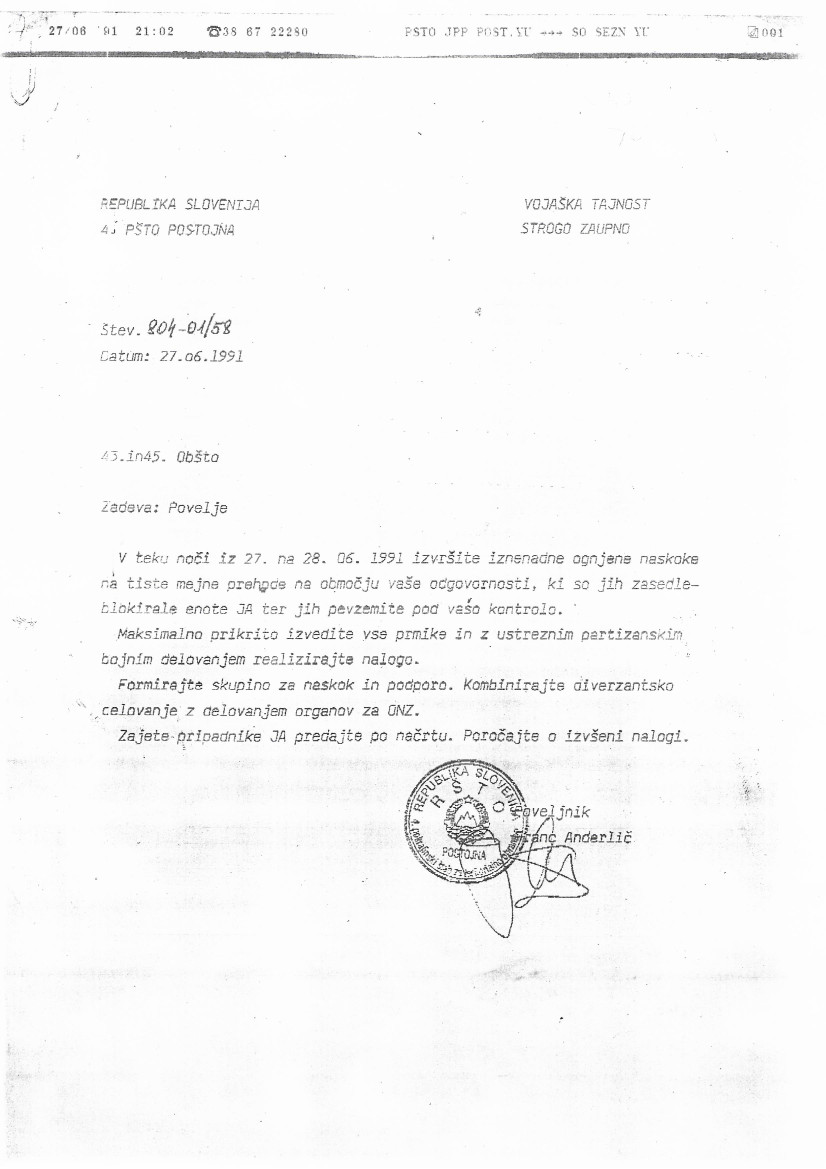 27/06 '91 21:02 ☎38 67 22280 PSTO JPP POST.YU →→→ SO SEZN YU 001
REPUBLIKA SLOVENIJA VOJAŠKA TAJNOST
4. PŠTO POSTOJNA STROGO ZAUPNO
Štev. 804-01/58
Datum: 27.06.1991
43.in45. Obšto
Zadeva: Povelje
V teku noči iz 27. na 28. 06. 1991 izvršite iznenadne ognjene naskoke
na tiste mejne prehode na območju vaše odgovornosti, ki so jih zasedle-
blokirale enote JA ter jih pevzemite pod vašo kontrolo.
Maksimalno prikrito izvedite vse prmike in z ustreznim partizanskim
bojnim delovanjem realizirajte nalogo.
Formirajte skupino za naskok in podporo. Kombinirajte diverzantsko
celovanje z delovanjem organov za ONZ.
Zajete pripadnike JA predajte po načrtu. Poročajte o izvšeni nalogi.
REPUBLIKA SLOVENIJA
RŠTO
POSTOJNA
Poveljnik
Franc Anderlič